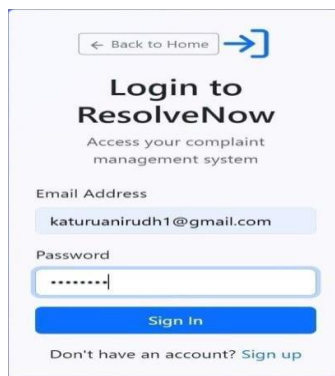 ← Back to Home
Login to
ResolveNow
Access your complaint
management system
Email Address
katuruanirudh1@gmail.com
Password
••••••••
Sign In
Don't have an account? Sign up